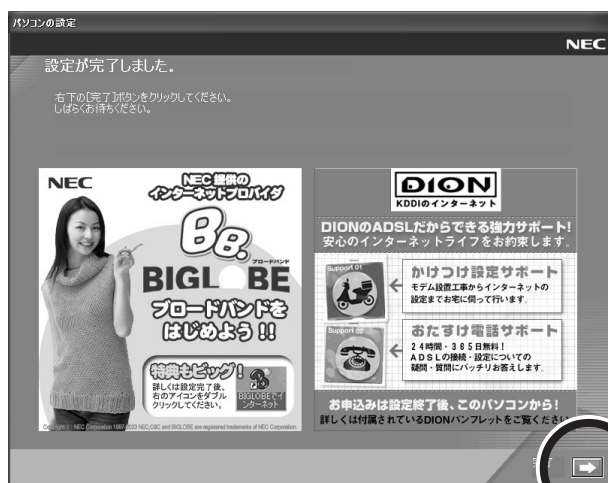 パソコンの設定
NEC
設定が完了しました。
右下の[完了]ボタンをクリックしてください。
しばらくお待ちください。
NEC
NEC提供の
インターネットプロバイダ
BB.
ブロードバンド
BIGLOBE
ブロードバンドを
はじめよう!!
特典もビッグ!
詳しくは設定完了後、
右のアイコンをダブル
クリックしてください。
BIGLOBEでイ
ンターネット
NEC Corporation 1997-2003 NEC,C&C and BIGLOBE are registered trademarks of NEC Corporation.
DION
KDDIのインターネット
DIONのADSLだからできる強力サポート!
安心のインターネットライフをお約束します。
Support 01
かけつけ設定サポート
モデム設置工事からインターネットの
設定までお宅に伺って行います。
Support 02
おたすけ電話サポート
24時間・365日無料!
ADSLの接続・設定についての
疑問・質問にバッチリお答えします。
お申込みは設定終了後、このパソコンから!
詳しくは付属されているDIONパンフレットをご覧ください